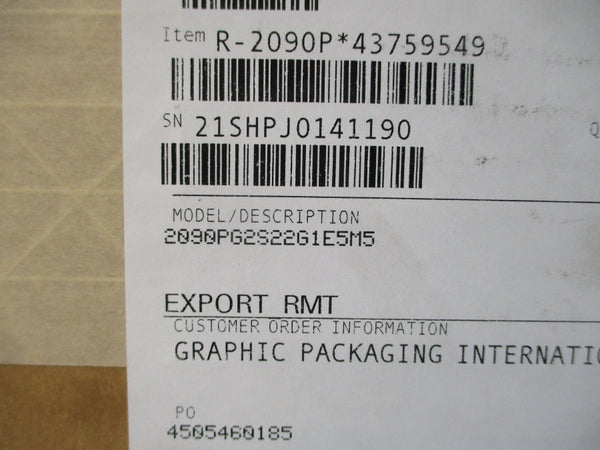 Item R-2090P*43759549
SN 21SHPJ0141190 Q
MODEL/DESCRIPTION
2090PG2S22G1E5M5
EXPORT RMT
CUSTOMER ORDER INFORMATION
GRAPHIC PACKAGING INTERNATIO
PO
4505460185